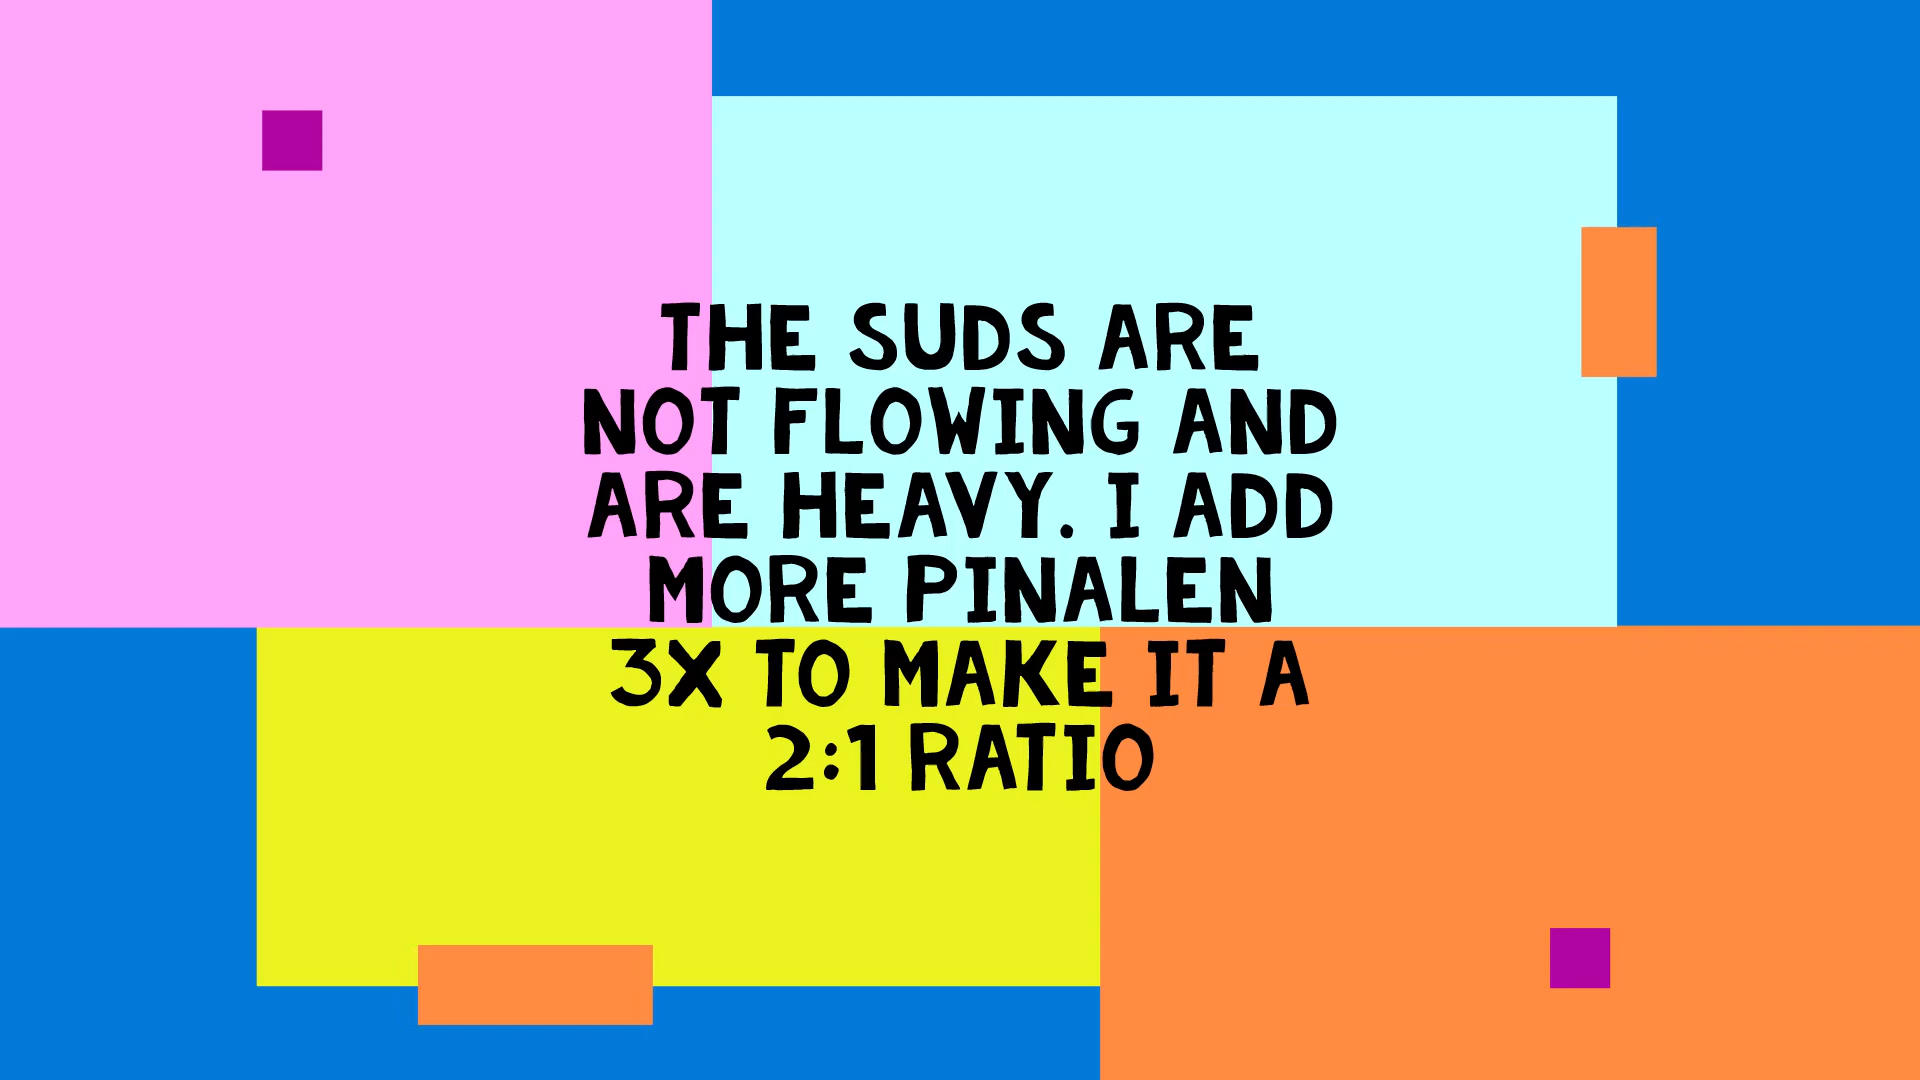 THE SUDS ARE
NOT FLOWING AND
ARE HEAVY. I ADD
MORE PINALEN
3X TO MAKE IT A
2:1 RATIO